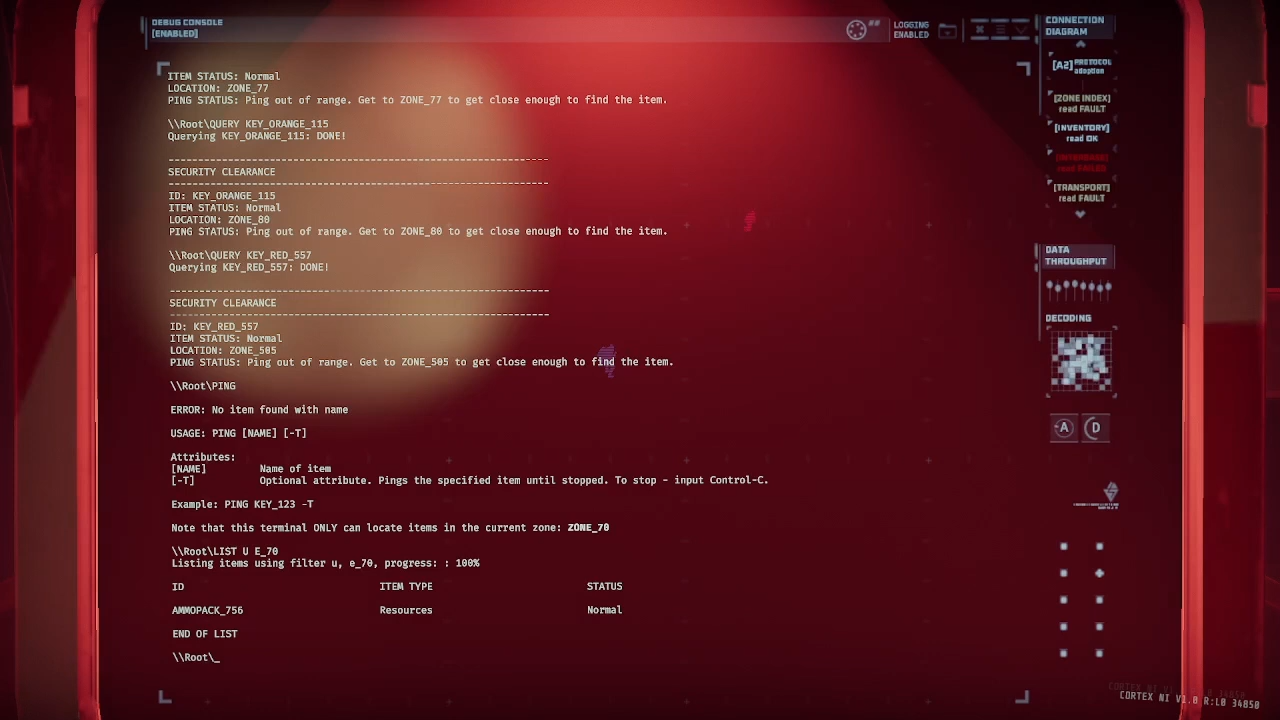 DEBUG CONSOLE
[ENABLED]
LOGGING
ENABLED
ITEM STATUS: Normal
LOCATION: ZONE_77
PING STATUS: Ping out of range. Get to ZONE_77 to get close enough to find the item.
\\Root\QUERY KEY_ORANGE_115
Querying KEY_ORANGE_115: DONE!
----------------------------------------------------------------
SECURITY CLEARANCE
----------------------------------------------------------------
ID: KEY_ORANGE_115
ITEM STATUS: Normal
LOCATION: ZONE_80
PING STATUS: Ping out of range. Get to ZONE_80 to get close enough to find the item.
\\Root\QUERY KEY_RED_557
Querying KEY_RED_557: DONE!
----------------------------------------------------------------
SECURITY CLEARANCE
----------------------------------------------------------------
ID: KEY_RED_557
ITEM STATUS: Normal
LOCATION: ZONE_505
PING STATUS: Ping out of range. Get to ZONE_505 to get close enough to find the item.
\\Root\PING
ERROR: No item found with name
USAGE: PING [NAME] [-T]
Attributes:
[NAME] Name of item
[-T] Optional attribute. Pings the specified item until stopped. To stop - input Control-C.
Example: PING KEY_123 -T
Note that this terminal ONLY can locate items in the current zone: ZONE_70
\\Root\LIST U E_70
Listing items using filter u, e_70, progress: : 100%
ID ITEM TYPE STATUS
AMMOPACK_756 Resources Normal
END OF LIST
\\Root\_
CONNECTION
DIAGRAM
[A2] PROTOCOL
adoption
[ZONE INDEX]
read FAULT
[INVENTORY]
read OK
read FAILED
[TRANSPORT]
read FAULT
DATA
THROUGHPUT
DECODING
A D
CORTEX NI V1.8 R:L0 34850